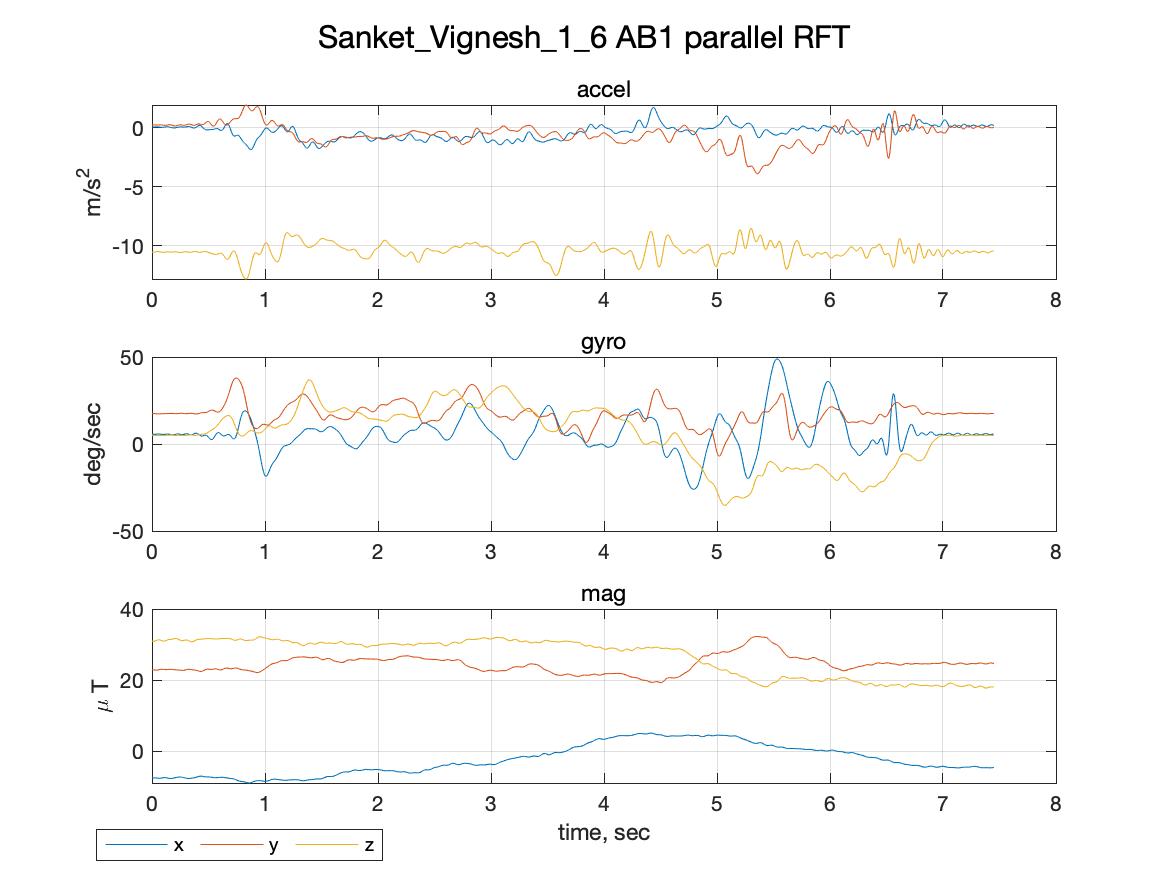 Sanket_Vignesh_1_6 AB1 parallel RFT
accel
0
-5
-10
m/s2
0 1 2 3 4 5 6 7 8
gyro
50
0
-50
deg/sec
0 1 2 3 4 5 6 7 8
mag
40
20
0
μ T
0 1 2 3 4 5 6 7 8
time, sec
x y z